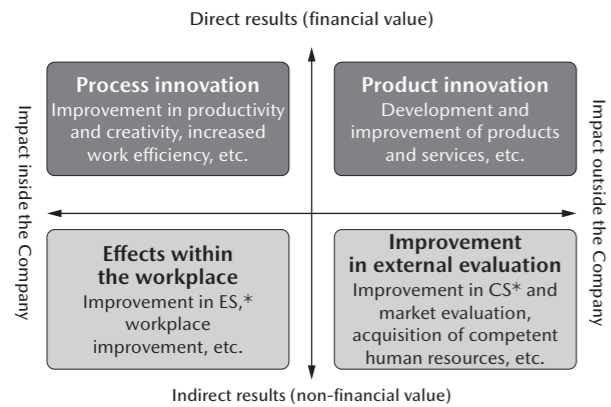 Direct results (financial value)
Impact inside the Company
Process innovation
Improvement in productivity
and creativity, increased
work efficiency, etc.
Product innovation
Development and
improvement of products
and services, etc.
Impact outside the Company
Effects within
the workplace
Improvement in ES,*
workplace
improvement, etc.
Improvement
in external evaluation
Improvement in CS* and
market evaluation,
acquisition of competent
human resources, etc.
Indirect results (non-financial value)